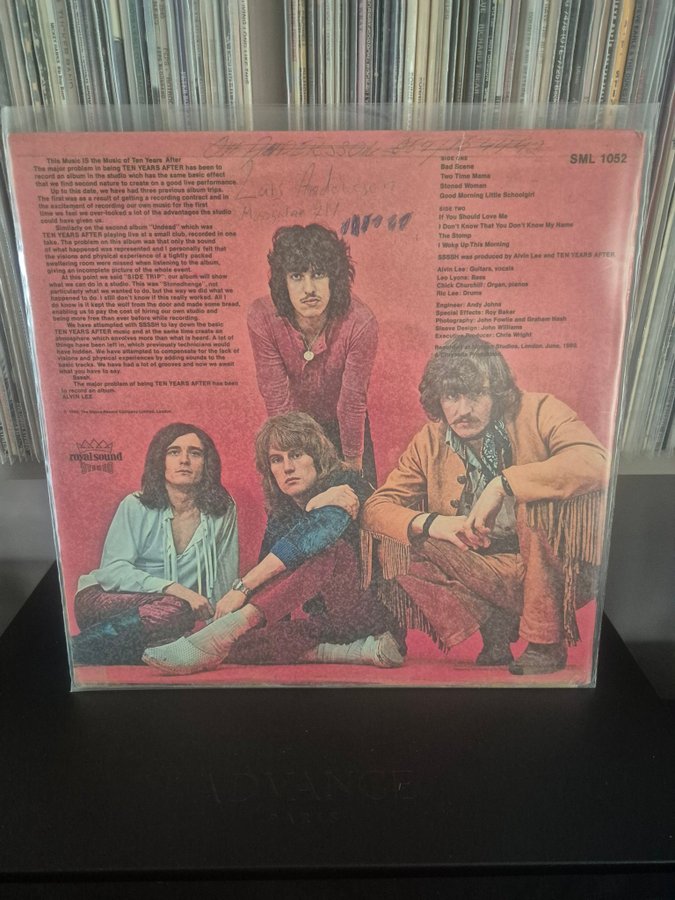 This Music IS the Music of Ten Years After
The major problem in being TEN YEARS AFTER has been to
record an album in the studio wich has the same basic effect
that we find second nature to create on a good live performance.
Up to this date, we have had three previous album trips.
The first was as a result of getting a recording contract and in
the excitement of recording our own music for the first
time we feel we over-looked a lot of the advantages the studio
could have given us.
Similarly on the second album "Undead" which was
TEN YEARS AFTER playing live at a small club, recorded in one
take. The problem on this album was that only the sound
of what happened was represented and I personally felt that
the visions and physical experience of a tightly packed
sweltering room were missed when listening to the album,
giving an incomplete picture of the whole event.
At this point we said "SIDE TRIP"; our album will show
what we can do in a studio. This was "Stonedhenge", not
particularly what we wanted to do, but the way we did what we
happened to do. I still don't know if this really worked. All I
do know is it kept the wolf from the door and made some bread,
enabling us to pay the cost of hiring our own studio and
being more free than ever before while recording.
We have attempted with SSSSH to lay down the basic
TEN YEARS AFTER music and at the same time create an
atmosphere which envolves more than what is heard. A lot of
things have been left in, which previously technicians would
have hidden. We have attempted to compensate for the lack of
visions and physical experiences by adding sounds to the
basic tracks. We have had a lot of grooves and now we await
what you have to say.
Ssssh.
The major problem of being TEN YEARS AFTER has been
to record an album.
ALVIN LEE
℗ 1969, The Decca Record Company Limited, London.
royal sound
STEREO
SIDE ONE
Bad Scene
Two Time Mama
Stoned Woman
Good Morning Little Schoolgirl
SIDE TWO
If You Should Love Me
I Don't Know That You Don't Know My Name
The Stomp
I Woke Up This Morning
SSSSH was produced by Alvin Lee and TEN YEARS AFTER
Alvin Lee: Guitars, vocals
Leo Lyons: Bass
Chick Churchill: Organ, pianos
Ric Lee: Drums
Engineer: Andy Johns
Special Effects: Roy Baker
Photography: John Fowlie and Graham Nash
Sleeve Design: John Williams
Executive Producer: Chris Wright
Recorded at Morgan Studios, London. June, 1969.
A Chrysalis Production
SML 1052